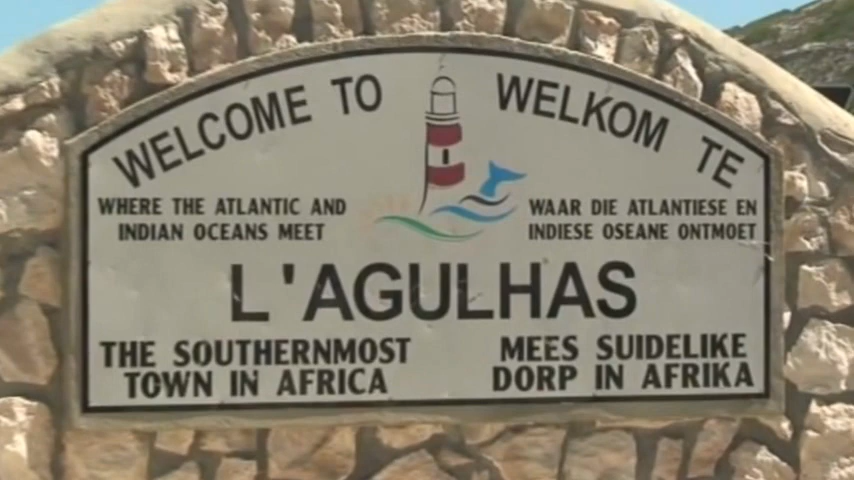 WELCOME TO
WELKOM TE
WHERE THE ATLANTIC AND
INDIAN OCEANS MEET
WAAR DIE ATLANTIESE EN
INDIESE OSEANE ONTMOET
L'AGULHAS
THE SOUTHERNMOST
TOWN IN AFRICA
MEES SUIDELIKE
DORP IN AFRIKA